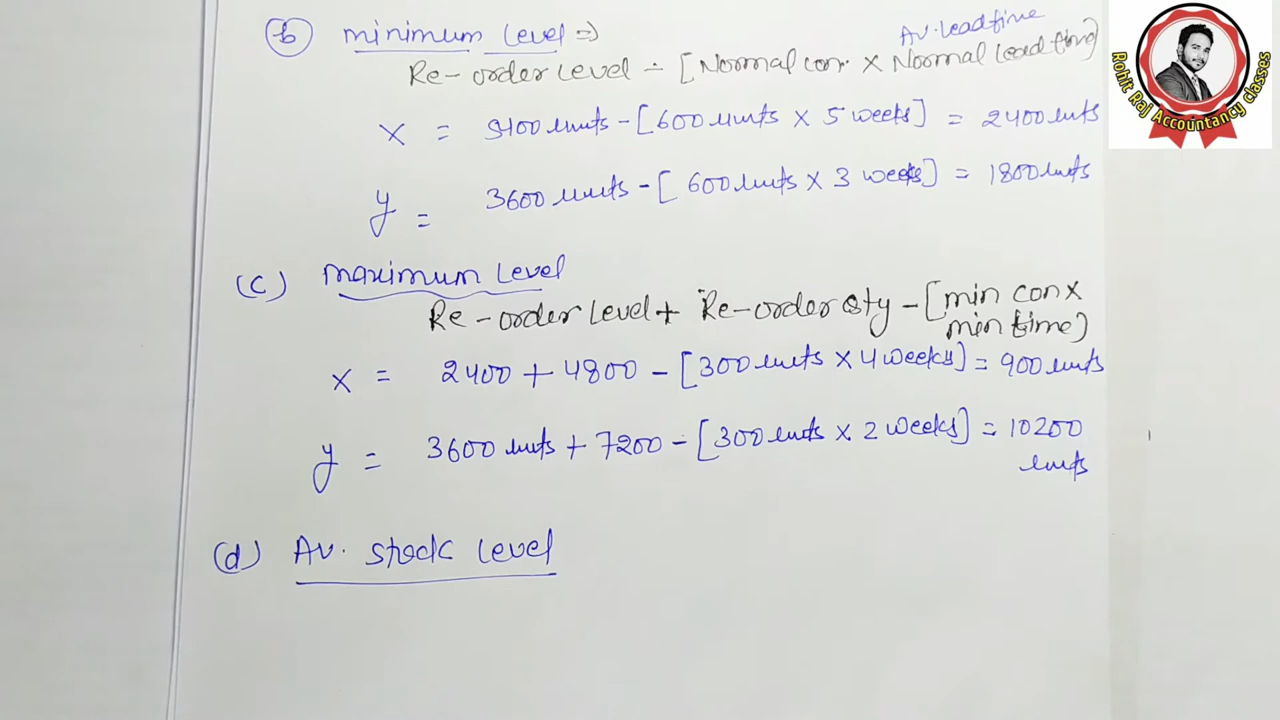 (b) minimum Level ⇒
Av. Lead time
Re-order Level - [Normal con. x Normal Lead time)
x = 5400 units - [600 units x 5 weeks] = 2400 units
y = 3600 units - [600 units x 3 weeks] = 1800 units
(c) maximum Level
Re-order Level + Re-order Qty - [min con x
min time)
x = 2400 + 4800 - [300 units x 4 weeks] = 900 units
y = 3600 units + 7200 - [300 units x 2 weeks] = 10200
units
(d) Av. stock Level
Rohit Raj Accountancy classes